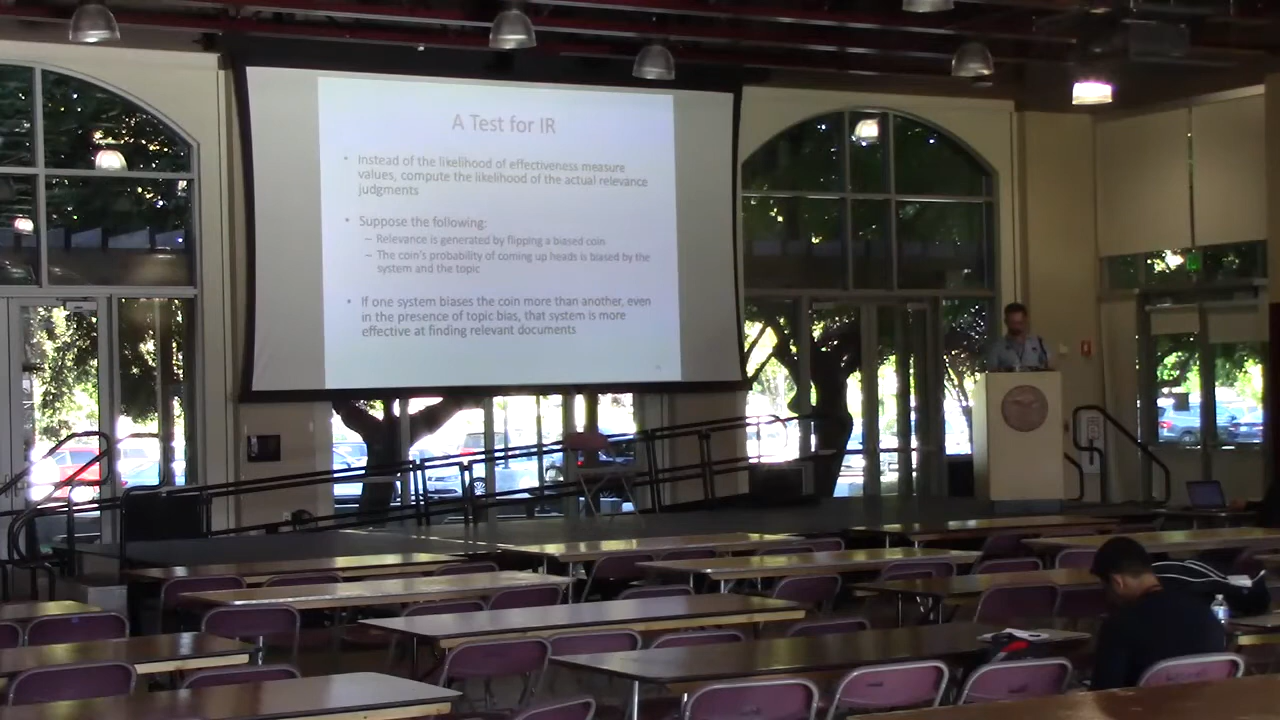 A Test for IR
• Instead of the likelihood of effectiveness measure
values, compute the likelihood of the actual relevance
judgments
• Suppose the following:
– Relevance is generated by flipping a biased coin
– The coin's probability of coming up heads is biased by the
system and the topic
• If one system biases the coin more than another, even
in the presence of topic bias, that system is more
effective at finding relevant documents